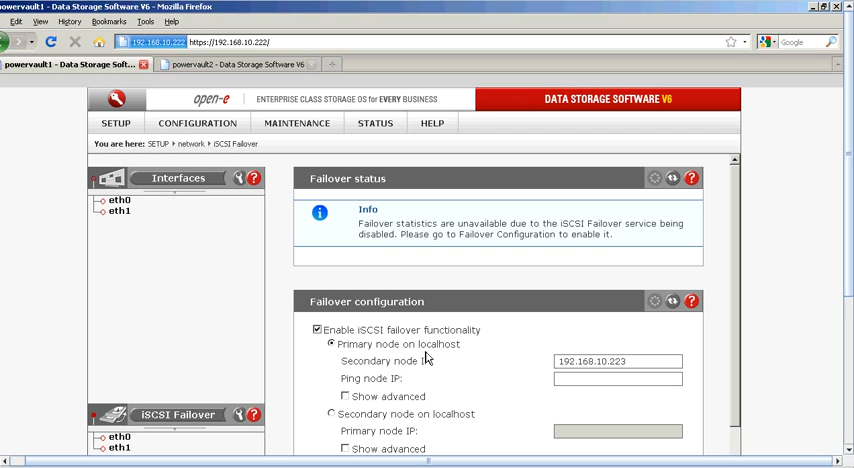 powervault1 - Data Storage Software V6 - Mozilla Firefox
Edit View History Bookmarks Tools Help
192.168.10.222 https://192.168.10.222/
Google
powervault1 - Data Storage Soft...
powervault2 - Data Storage Software V6
open-e ENTERPRISE CLASS STORAGE OS for EVERY BUSINESS
DATA STORAGE SOFTWARE V6
SETUP CONFIGURATION MAINTENANCE STATUS HELP
You are here: SETUP network iSCSI Failover
Interfaces
eth0
eth1
Failover status
Info
Failover statistics are unavailable due to the iSCSI Failover service being
disabled. Please go to Failover Configuration to enable it.
Failover configuration
Enable iSCSI failover functionality
Primary node on localhost
Secondary node 192.168.10.223
Ping node IP:
Show advanced
Secondary node on localhost
Primary node IP:
Show advanced
iSCSI Failover
eth0
eth1